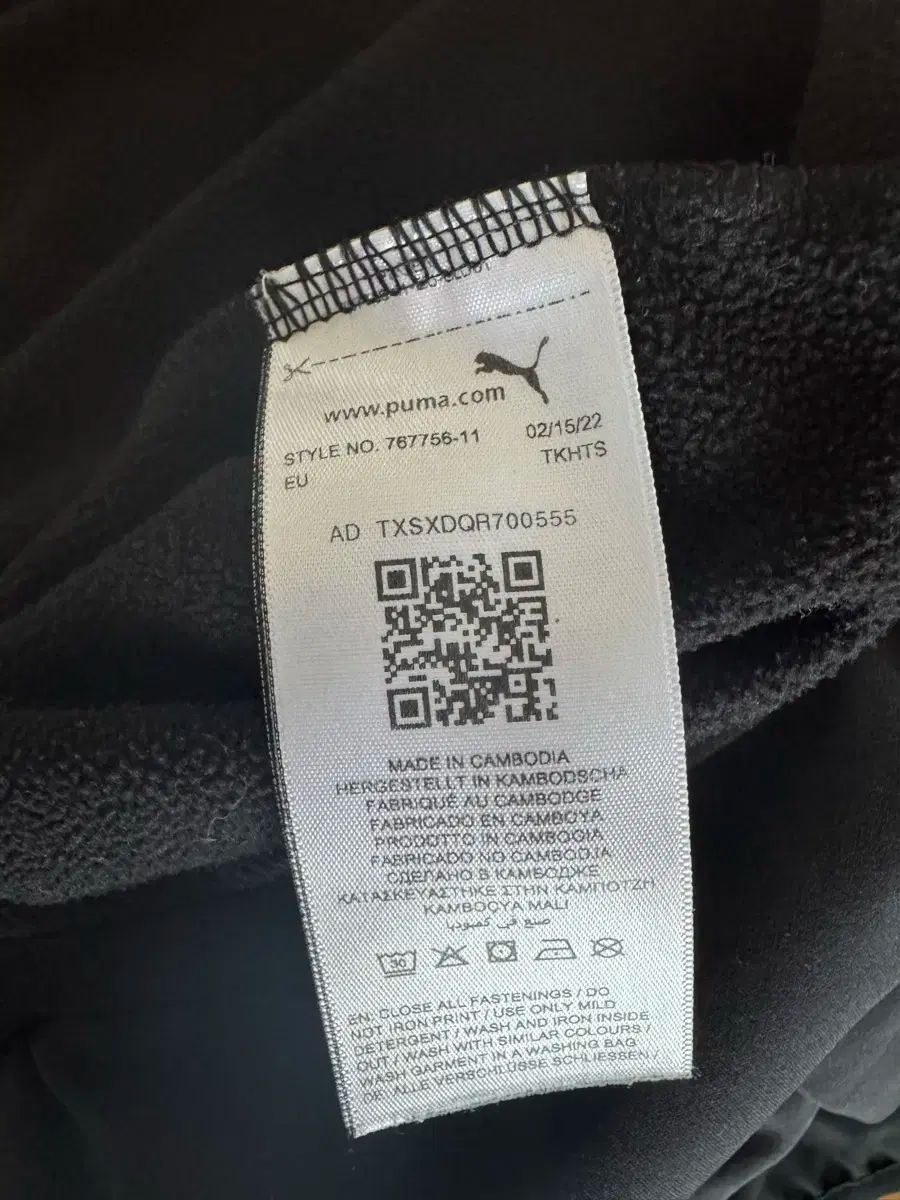 www.puma.com
STYLE NO. 767756-11 02/15/22
EU TKHTS
AD TXSXDQR700555
MADE IN CAMBODIA
HERGESTELLT IN KAMBODSCHA
FABRIQUÉ AU CAMBODGE
FABRICADO EN CAMBOYA
PRODOTTO IN CAMBOGIA
FABRICADO NO CAMBODJA
СДЕЛАНО В КАМБОДЖЕ
ΚΑΤΑΣΚΕΥΑΣΤΗΚΕ ΣΤΗΝ ΚΑΜΠΟΤΖΗ
KAMBOÇYA MALI
صنع في كمبوديا
30
EN: CLOSE ALL FASTENINGS / DO
NOT IRON PRINT / USE ONLY MILD
DETERGENT / WASH AND IRON INSIDE
OUT / WASH WITH SIMILAR COLOURS /
WASH GARMENT IN A WASHING BAG
DE: ALLE VERSCHLÜSSE SCHLIESSEN /